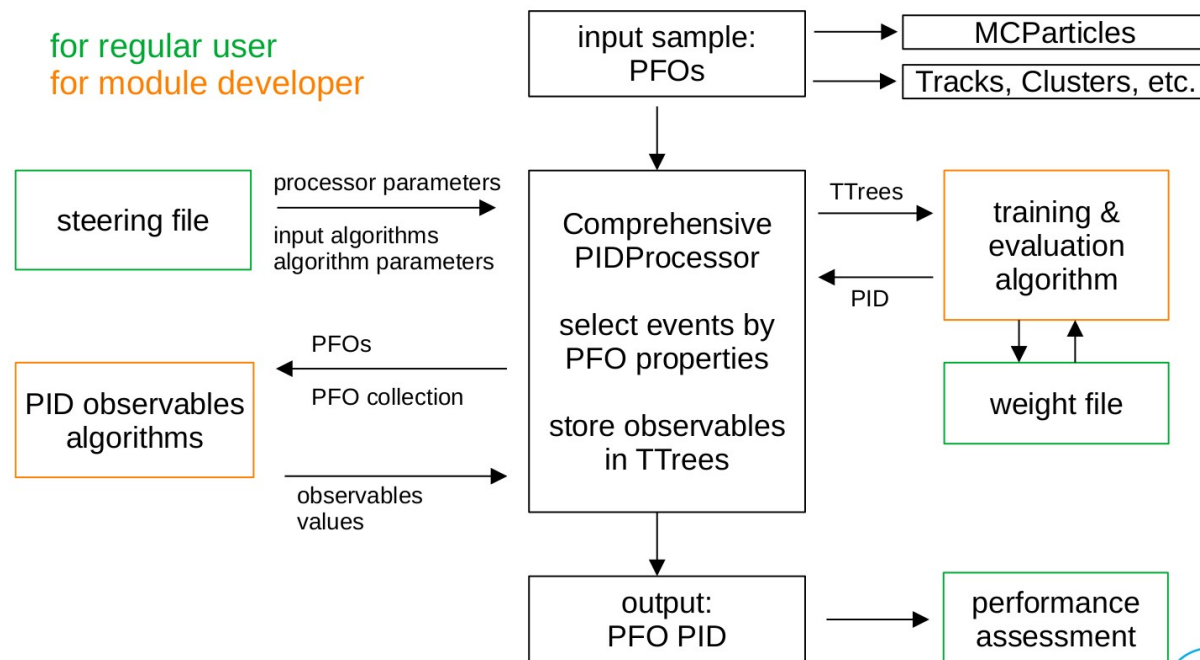 for regular user
for module developer
input sample:
PFOs
MCParticles
Tracks, Clusters, etc.
steering file
processor parameters
input algorithms
algorithm parameters
Comprehensive
PIDProcessor
select events by
PFO properties
store observables
in TTrees
TTrees
PID
training &
evaluation
algorithm
weight file
PFOs
PFO collection
PID observables
algorithms
observables
values
output:
PFO PID
performance
assessment